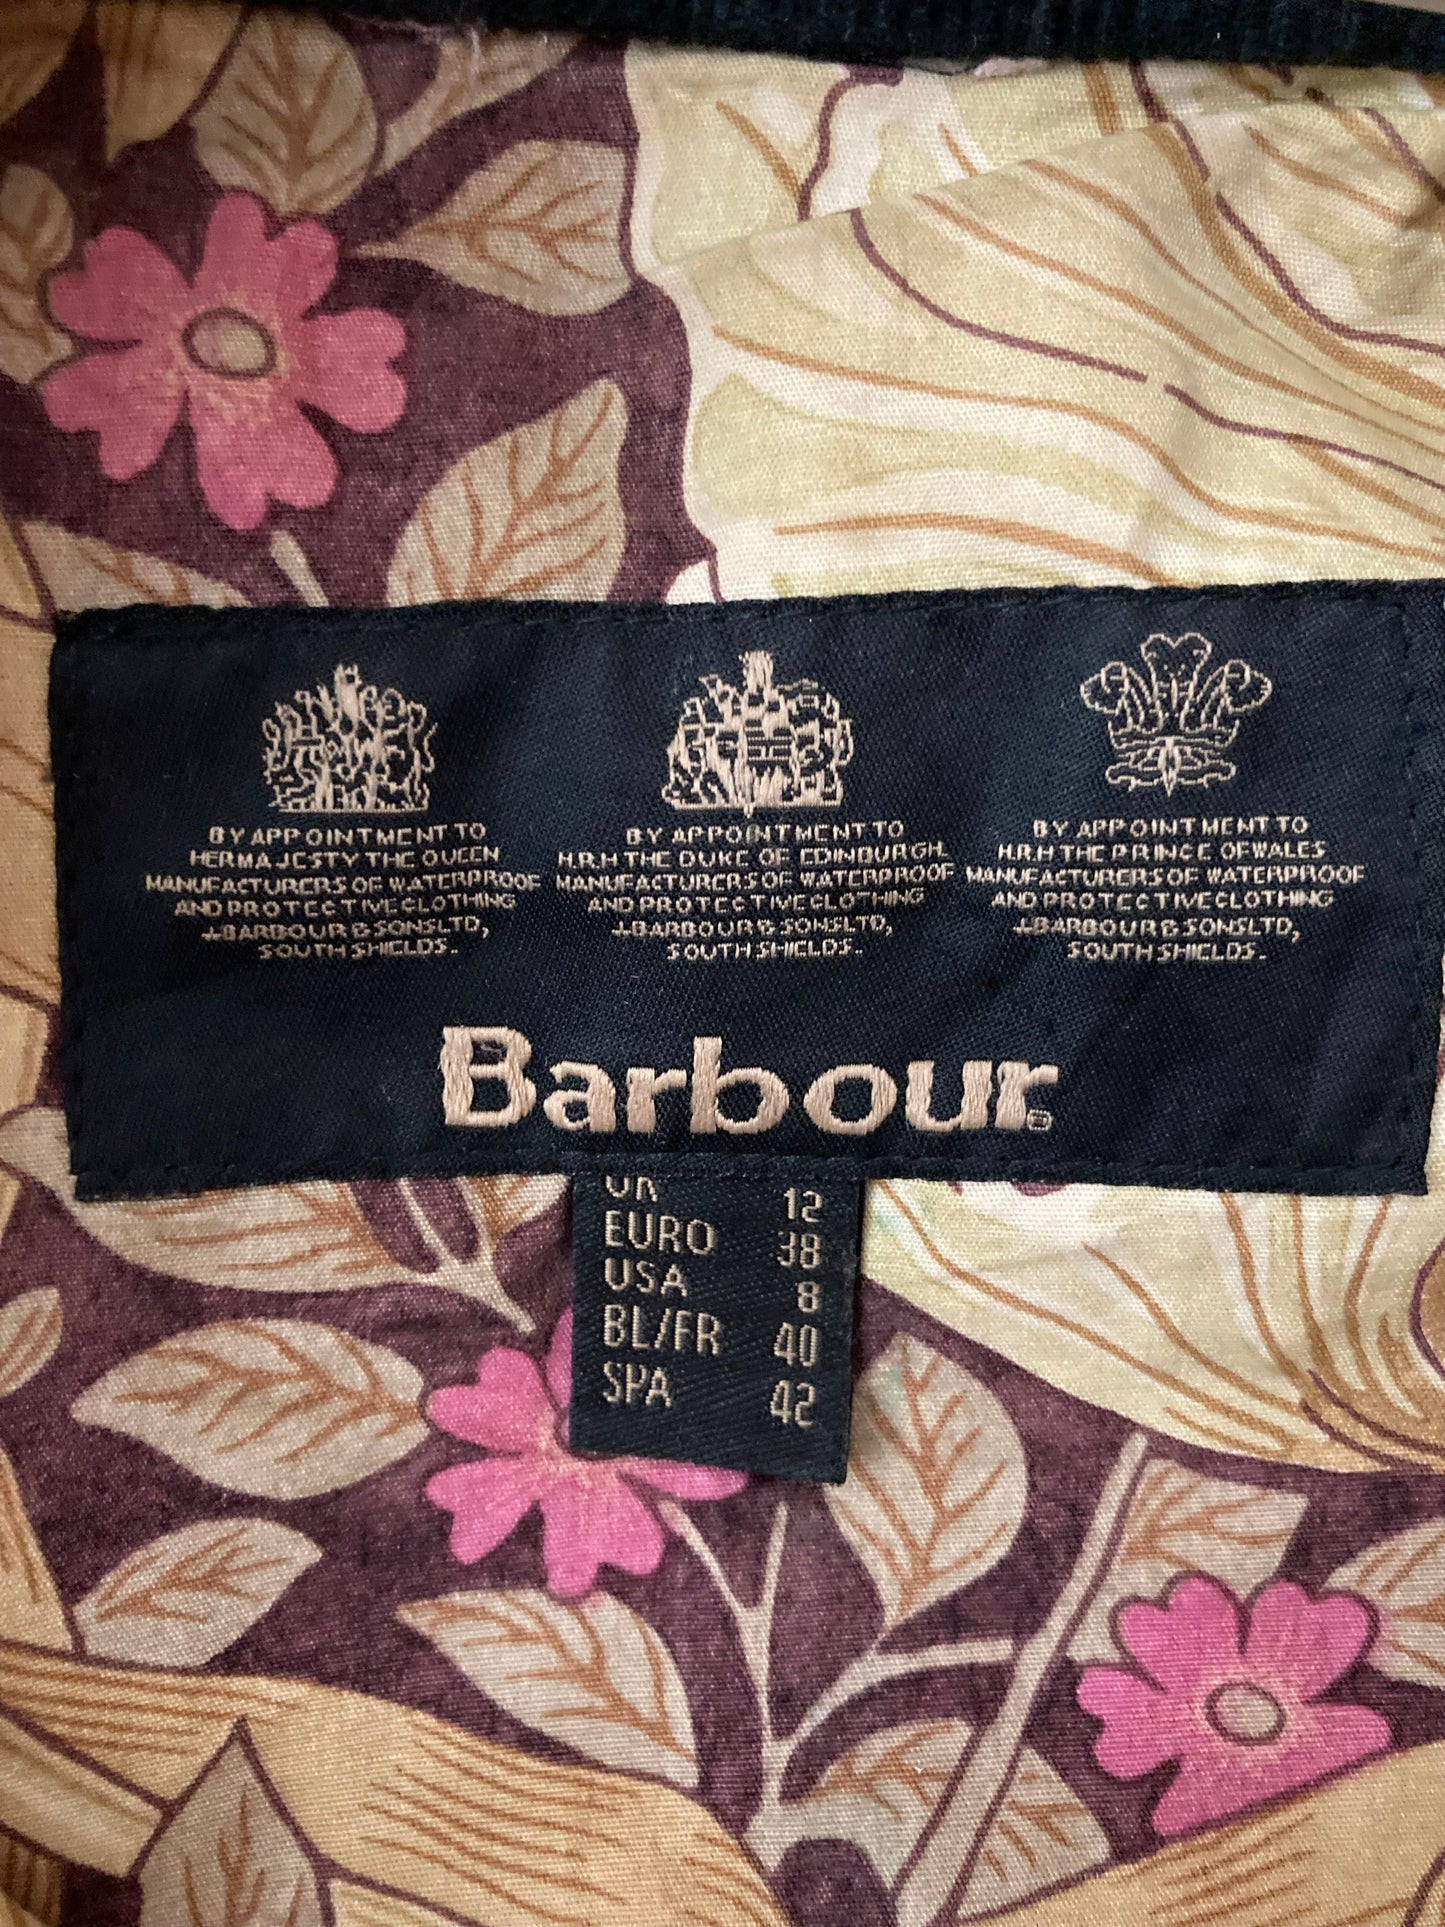 BY APPOINTMENT TO
HER MAJESTY THE QUEEN
MANUFACTURERS OF WATERPROOF
AND PROTECTIVE CLOTHING
J.BARBOUR & SONS LTD,
SOUTH SHIELDS.
BY APPOINTMENT TO
H.R.H THE DUKE OF EDINBURGH
MANUFACTURERS OF WATERPROOF
AND PROTECTIVE CLOTHING
J.BARBOUR & SONS LTD,
SOUTH SHIELDS.
BY APPOINTMENT TO
H.R.H THE PRINCE OF WALES
MANUFACTURERS OF WATERPROOF
AND PROTECTIVE CLOTHING
J.BARBOUR & SONS LTD,
SOUTH SHIELDS.
Barbour®
UK 12
EURO 38
USA 8
BL/FR 40
SPA 42